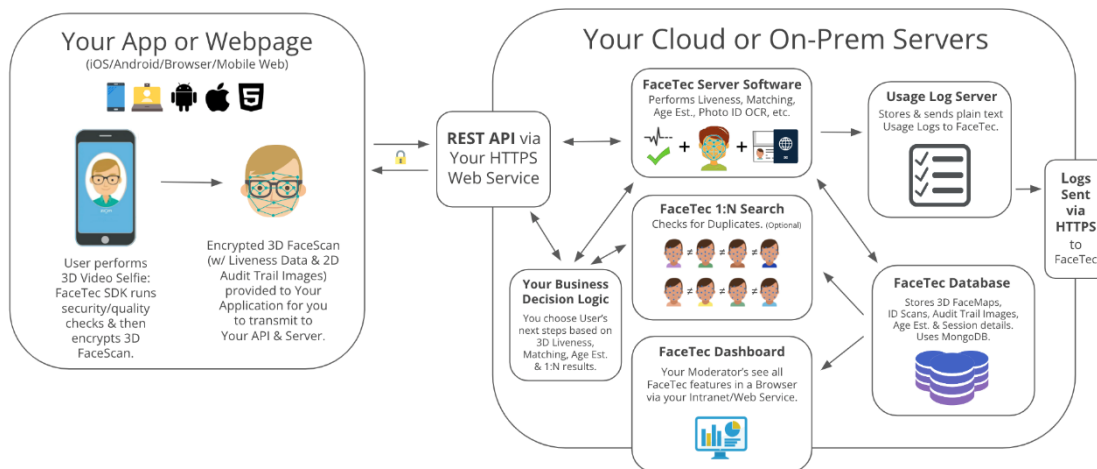 Your App or Webpage
(iOS/Android/Browser/Mobile Web)
User performs
3D Video Selfie:
FaceTec SDK runs
security/quality
checks & then
encrypts 3D
FaceScan.
Encrypted 3D FaceScan
(w/ Liveness Data & 2D
Audit Trail Images)
provided to Your
Application for you
to transmit to
Your API & Server.
REST API via
Your HTTPS
Web Service
Your Cloud or On-Prem Servers
FaceTec Server Software
Performs Liveness, Matching,
Age Est., Photo ID OCR, etc.
Usage Log Server
Stores & sends plain text
Usage Logs to FaceTec.
Logs
Sent
via
HTTPS
to
FaceTec
FaceTec 1:N Search
Checks for Duplicates. (Optional)
Your Business
Decision Logic
You choose User's
next steps based on
3D Liveness,
Matching, Age Est.
& 1:N results.
FaceTec Database
Stores 3D FaceMaps,
ID Scans, Audit Trail Images,
Age Est. & Session details.
Uses MongoDB.
FaceTec Dashboard
Your Moderator's see all
FaceTec features in a Browser
via your Intranet/Web Service.